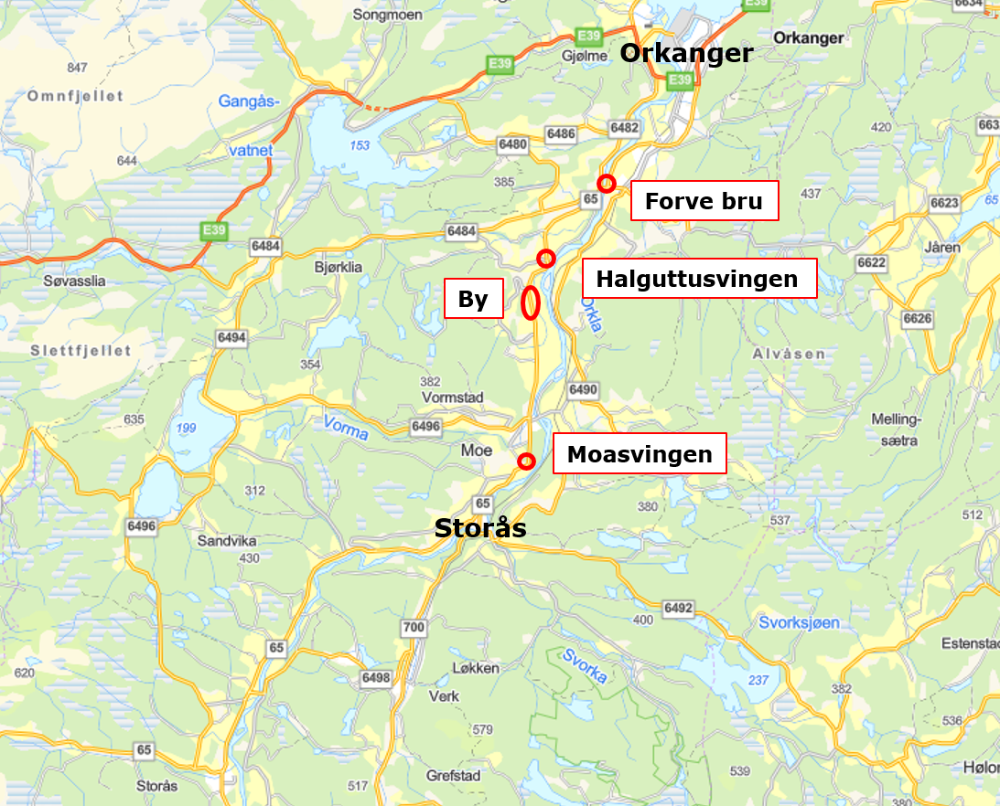 Songmoen
E39
6634
E39
Orkanger
Orkanger
Gjølme
E39
847
E39
Omnfjellet
Gangås-
vatnet
153
6482
6486
6480
420
663
644
385
65
Forve bru
437
6623
65
E39
6484
6484
Jåren
Bjørklia
6622
Søvasslia
Halguttusvingen
By
Orkla
6626
6494
Slettfjellet
Alvåsen
354
382
6490
Vormstad
635
199
Vorma
6496
Melling-
sætra
Moe
Moasvingen
312
65
380
512
537
6496
Storås
Sandvika
430
6492
400
700
Svorksjøen
65
Estenstad
Svorka
Løkken
Verk
620
6498
237
382
579
536
65
Storås
517
Grefstad
539
Hølon
380